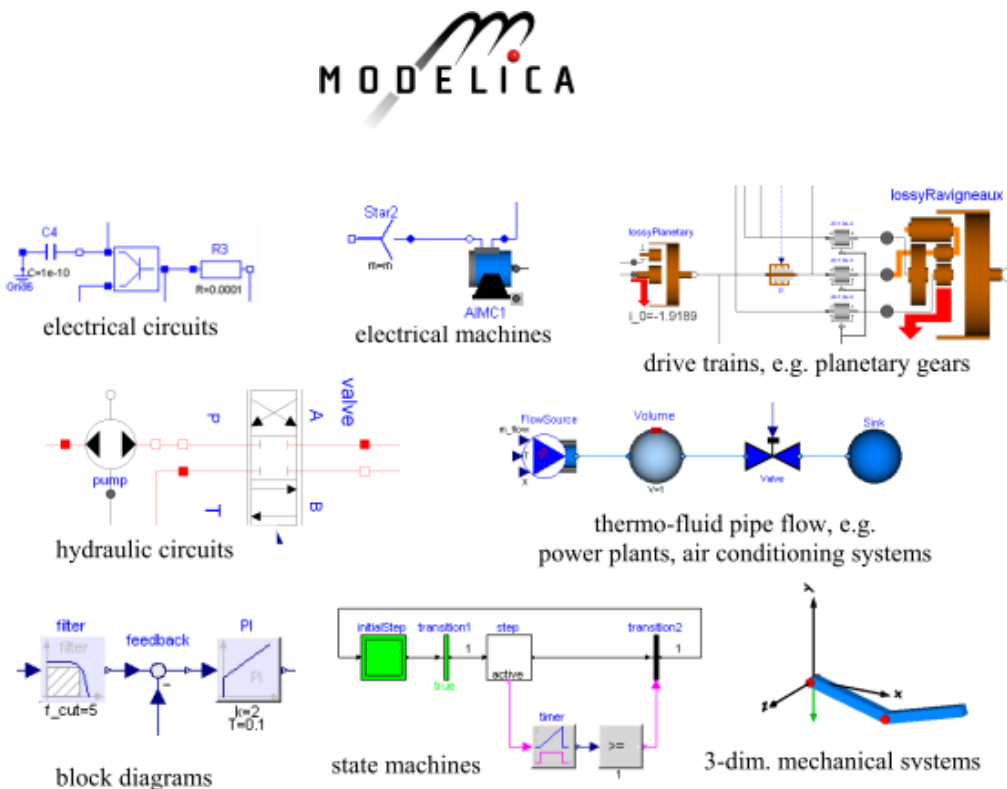 MODELICA
C4
C=1e-10
Gnd6
R3
R=0.0001
electrical circuits
Star2
m=m
AIMC1
electrical machines
lossyPlanetary
i_0=-1.9189
lossyRavigneaux
drive trains, e.g. planetary gears
pump
P
T
A
B
valve
hydraulic circuits
FlowSource
m_flow
T
X
m
Volume
V=1
Valve
Sink
thermo-fluid pipe flow, e.g.
power plants, air conditioning systems
filter
filter
f_cut=5
feedback
PI
PI
k=2
T=0.1
block diagrams
initialStep
transition1
true
1
step
active
transition2
1
timer
>=
1
state machines
y
x
z
3-dim. mechanical systems